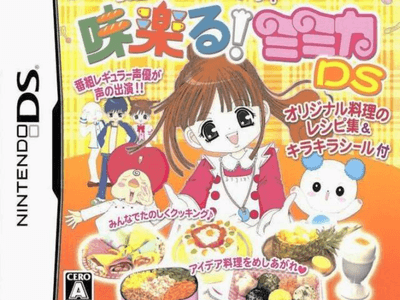 味楽る!ミミカ
DS
NINTENDO DS
番組レギュラー声優が
声の出演!!
オリジナル料理の
レシピ集&
キラキラシール付
みんなでたのしくクッキング♪
アイデア料理をめしあがれ♥
CERO
A